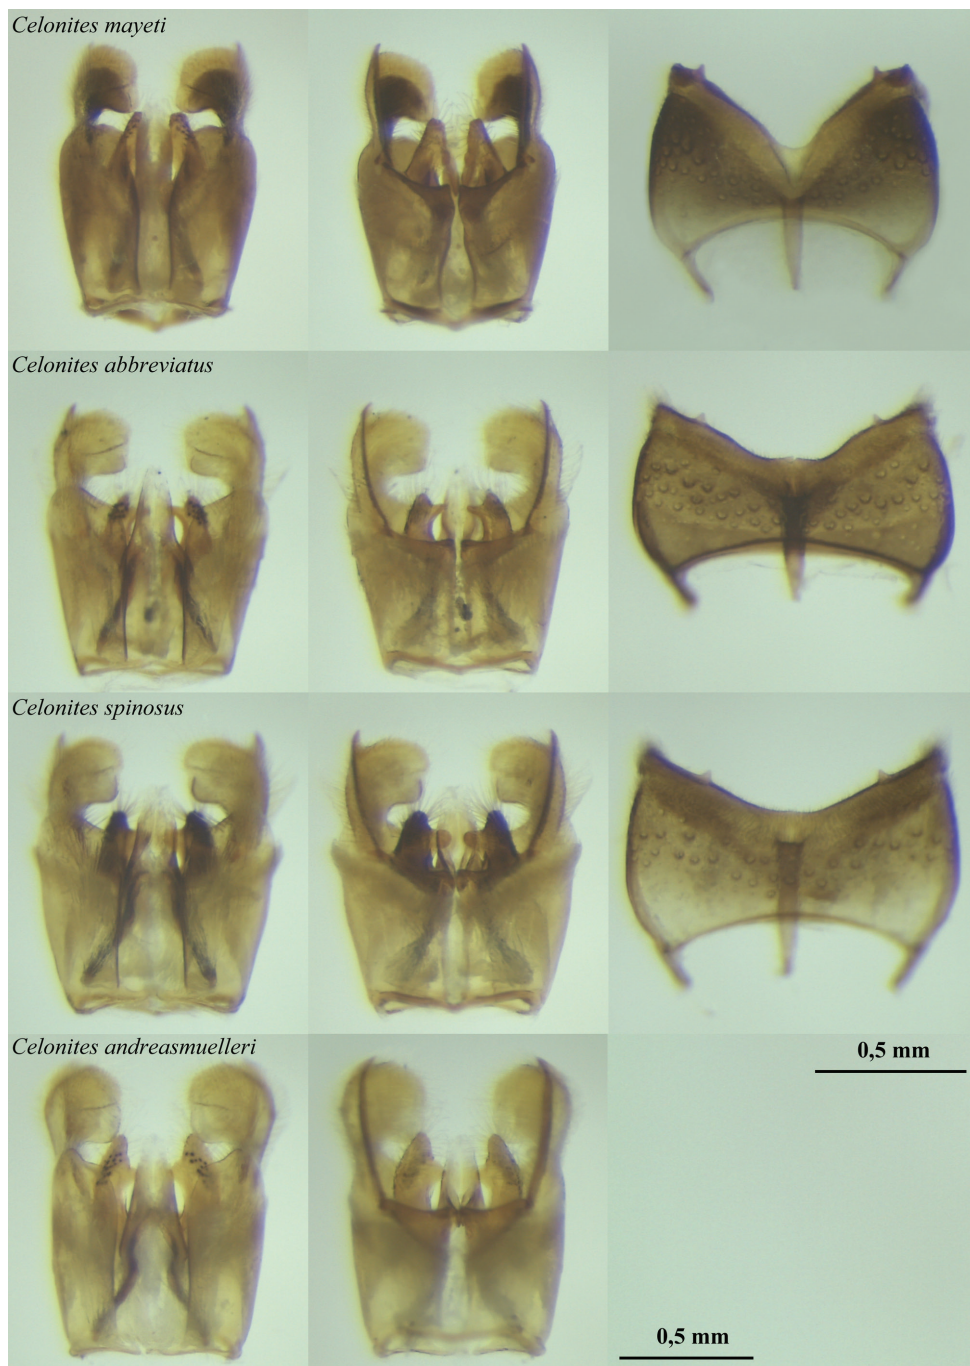 Celonites mayeti
Celonites abbreviatus
Celonites spinosus
Celonites andreasmuelleri
0,5 mm
0,5 mm